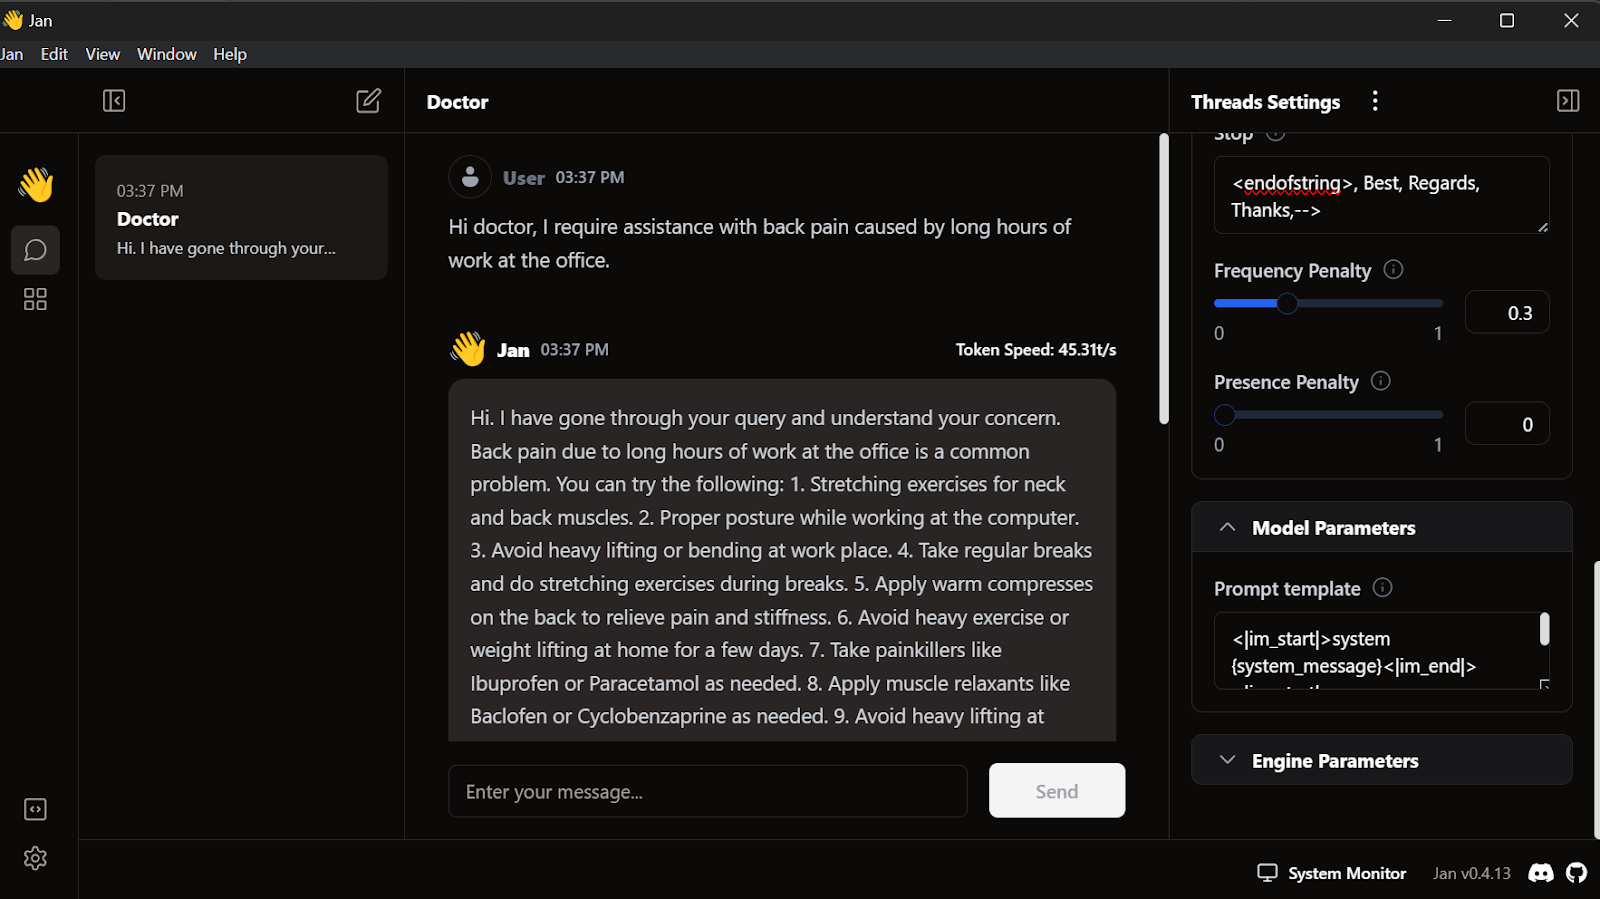 Jan
Jan Edit View Window Help
Doctor
Threads Settings
03:37 PM
Doctor
Hi. I have gone through your...
User 03:37 PM
Hi doctor, I require assistance with back pain caused by long hours of
work at the office.
Jan 03:37 PM
Token Speed: 45.31t/s
Hi. I have gone through your query and understand your concern.
Back pain due to long hours of work at the office is a common
problem. You can try the following: 1. Stretching exercises for neck
and back muscles. 2. Proper posture while working at the computer.
3. Avoid heavy lifting or bending at work place. 4. Take regular breaks
and do stretching exercises during breaks. 5. Apply warm compresses
on the back to relieve pain and stiffness. 6. Avoid heavy exercise or
weight lifting at home for a few days. 7. Take painkillers like
Ibuprofen or Paracetamol as needed. 8. Apply muscle relaxants like
Baclofen or Cyclobenzaprine as needed. 9. Avoid heavy lifting at
Enter your message...
Send
Stop
<endofstring>, Best, Regards,
Thanks,-->
Frequency Penalty
0.3
0 1
Presence Penalty
0
0 1
Model Parameters
Prompt template
<|im_start|>system
{system_message}<|im_end|>
Engine Parameters
System Monitor
Jan v0.4.13